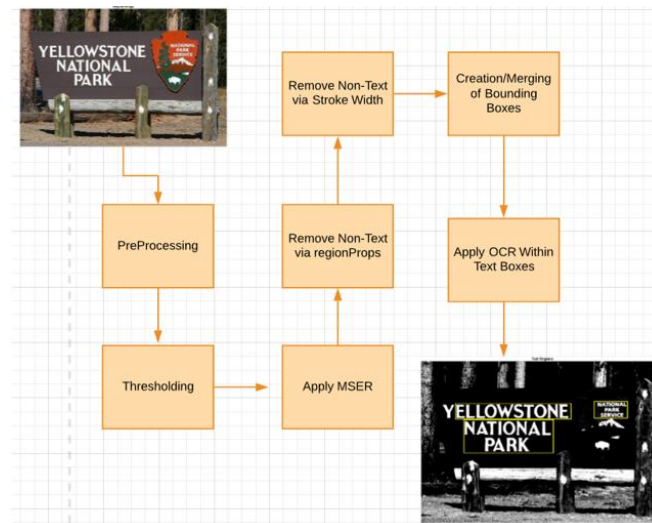 YELLOWSTONE
NATIONAL
PARK
NATIONAL
PARK
SERVICE
PreProcessing
Thresholding
Apply MSER
Remove Non-Text
via regionProps
Remove Non-Text
via Stroke Width
Creation/Merging
of Bounding
Boxes
Apply OCR Within
Text Boxes
YELLOWSTONE
NATIONAL
PARK
NATIONAL
PARK
SERVICE